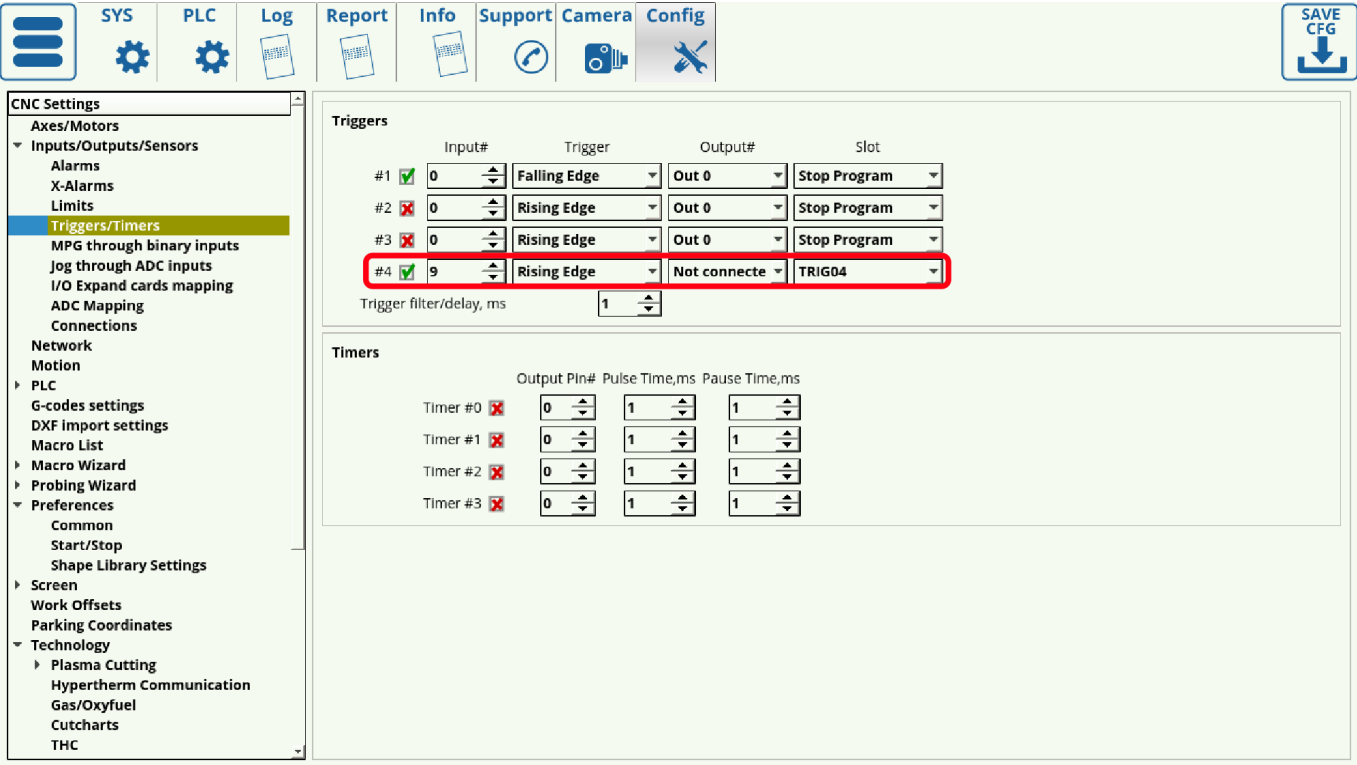 SYS PLC Log Report Info Support Camera Config SAVE
CFG
CNC Settings
Axes/Motors
Inputs/Outputs/Sensors
Alarms
X-Alarms
Limits
Triggers/Timers
MPG through binary inputs
Jog through ADC inputs
I/O Expand cards mapping
ADC Mapping
Connections
Network
Motion
PLC
G-codes settings
DXF import settings
Macro List
Macro Wizard
Probing Wizard
Preferences
Common
Start/Stop
Shape Library Settings
Screen
Work Offsets
Parking Coordinates
Technology
Plasma Cutting
Hypertherm Communication
Gas/Oxyfuel
Cutcharts
THC
Triggers
Input# Trigger Output# Slot
#1 0 Falling Edge Out 0 Stop Program
#2 0 Rising Edge Out 0 Stop Program
#3 0 Rising Edge Out 0 Stop Program
#4 9 Rising Edge Not connecte TRIG04
Trigger filter/delay, ms 1
Timers
Output Pin# Pulse Time,ms Pause Time,ms
Timer #0 0 1 1
Timer #1 0 1 1
Timer #2 0 1 1
Timer #3 0 1 1